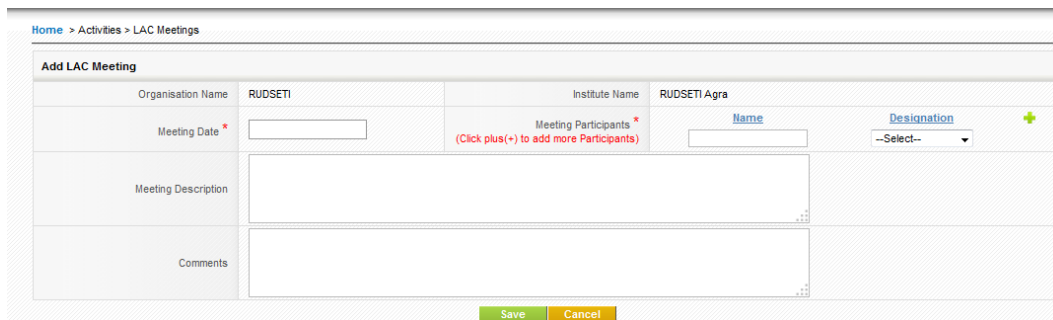 Home > Activities > LAC Meetings
Add LAC Meeting
Organisation Name RUDSETI Institute Name RUDSETI Agra
Meeting Date * Meeting Participants * Name Designation
(Click plus(+) to add more Participants) --Select--
Meeting Description
Comments
Save Cancel